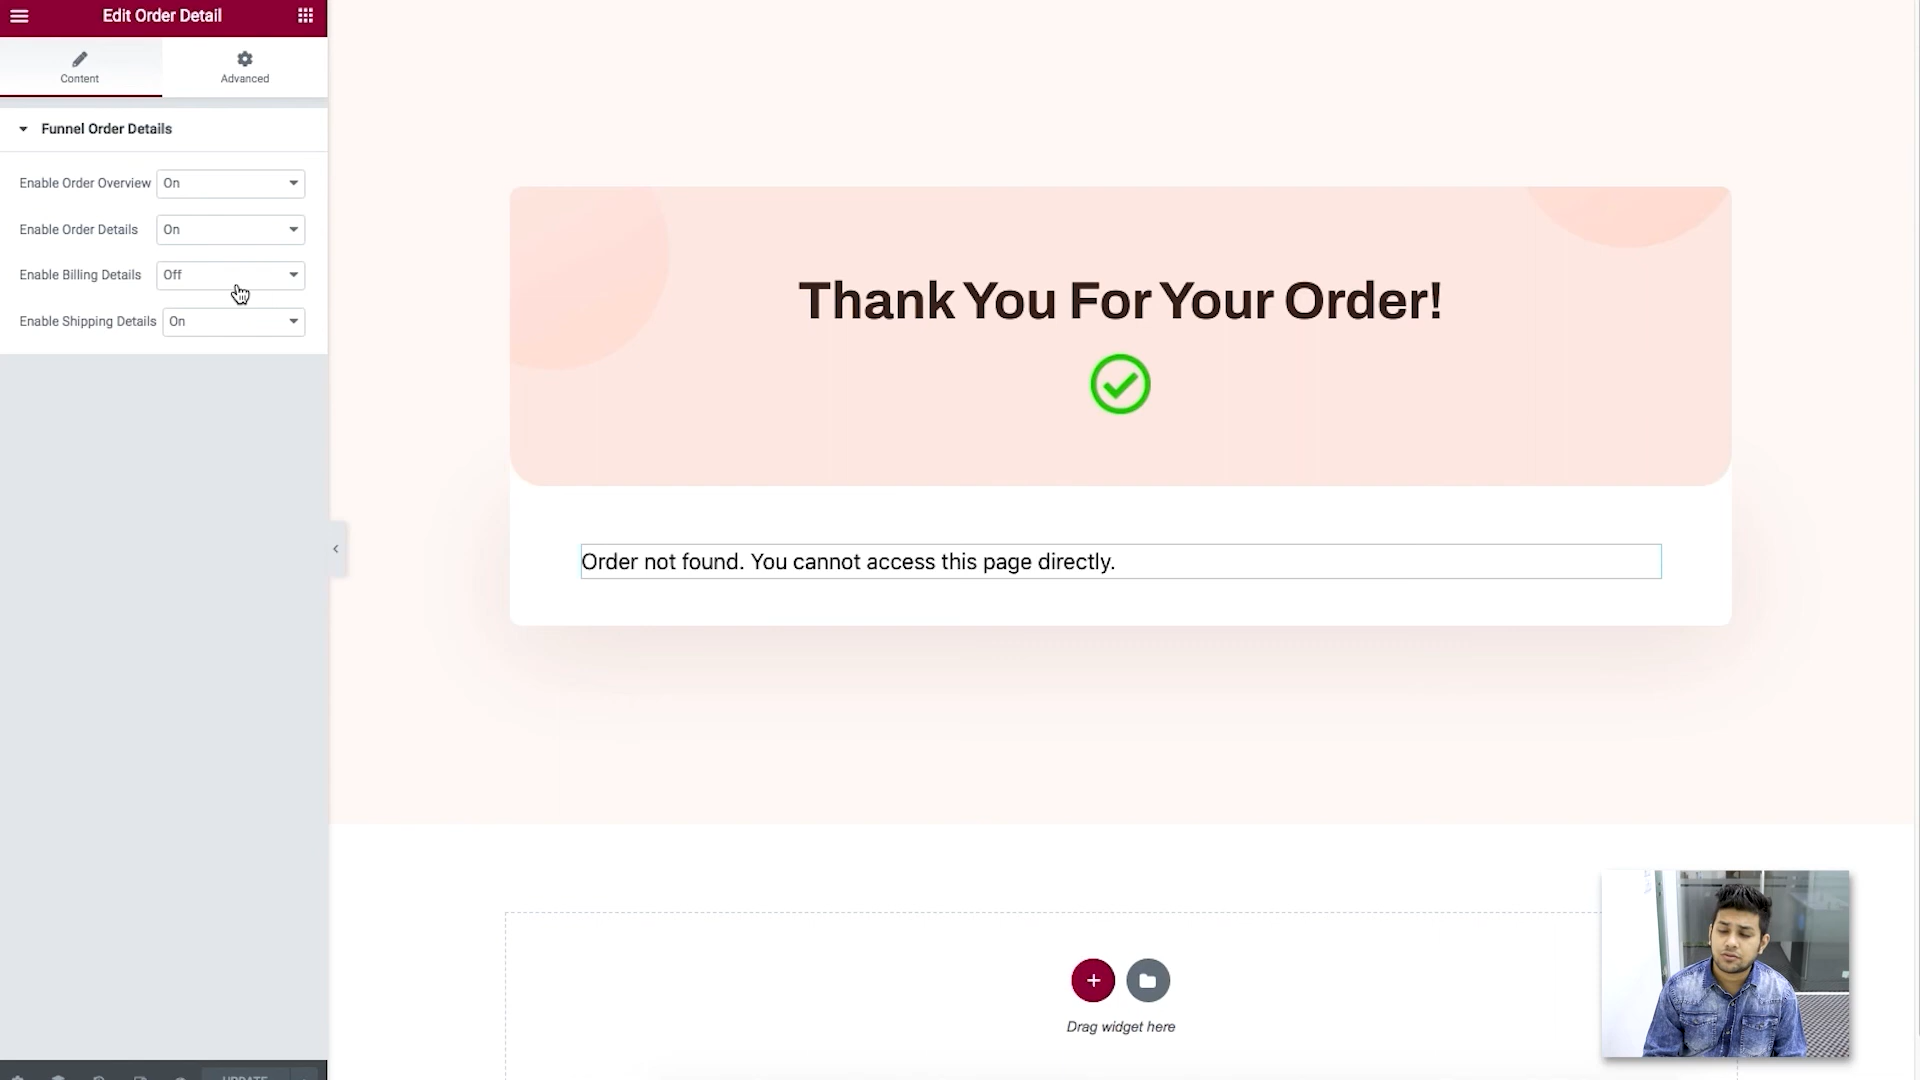 Edit Order Detail
Content
Advanced
Funnel Order Details
Enable Order Overview On
Enable Order Details On
Enable Billing Details Off
Enable Shipping Details On
Thank You For Your Order!
Order not found. You cannot access this page directly.
Drag widget here
UPDATE